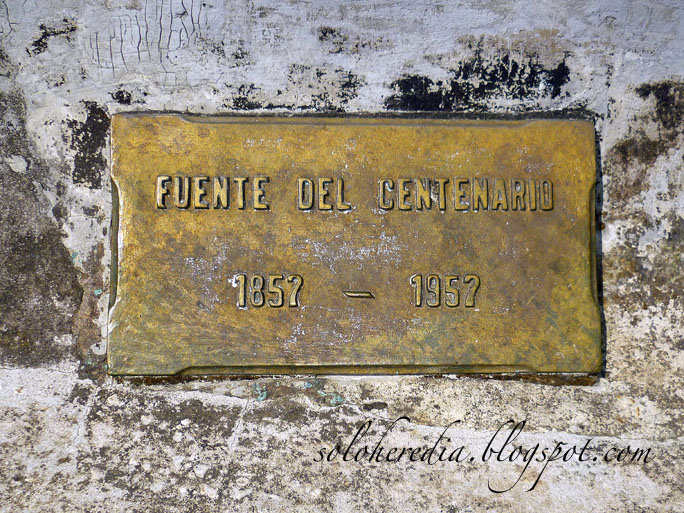 FUENTE DEL CENTENARIO
1857 - 1957
soloheredia.blogspot.com